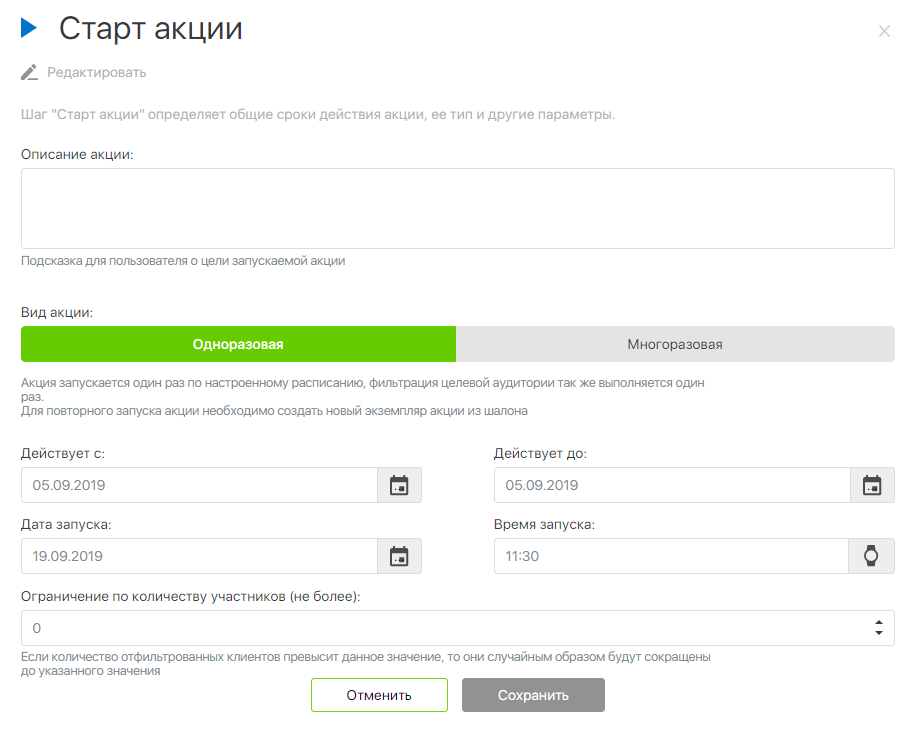 Старт акции
Редактировать
Шаг "Старт акции" определяет общие сроки действия акции, ее тип и другие параметры.
Описание акции:
Подсказка для пользователя о цели запускаемой акции
Вид акции:
Одноразовая Многоразовая
Акция запускается один раз по настроенному расписанию, фильтрация целевой аудитории так же выполняется один
раз.
Для повторного запуска акции необходимо создать новый экземпляр акции из шалона
Действует с: Действует до:
05.09.2019 05.09.2019
Дата запуска: Время запуска:
19.09.2019 11:30
Ограничение по количеству участников (не более):
0
Если количество отфильтрованных клиентов превысит данное значение, то они случайным образом будут сокращены
до указанного значения
Отменить Сохранить